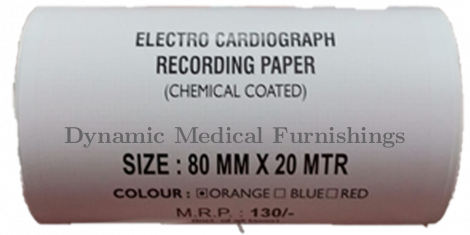 ELECTRO CARDIOGRAPH
RECORDING PAPER
(CHEMICAL COATED)
Dynamic Medical Furnishings
SIZE : 80 MM X 20 MTR
COLOUR : ORANGE BLUE RED
M.R.P. : 130/-